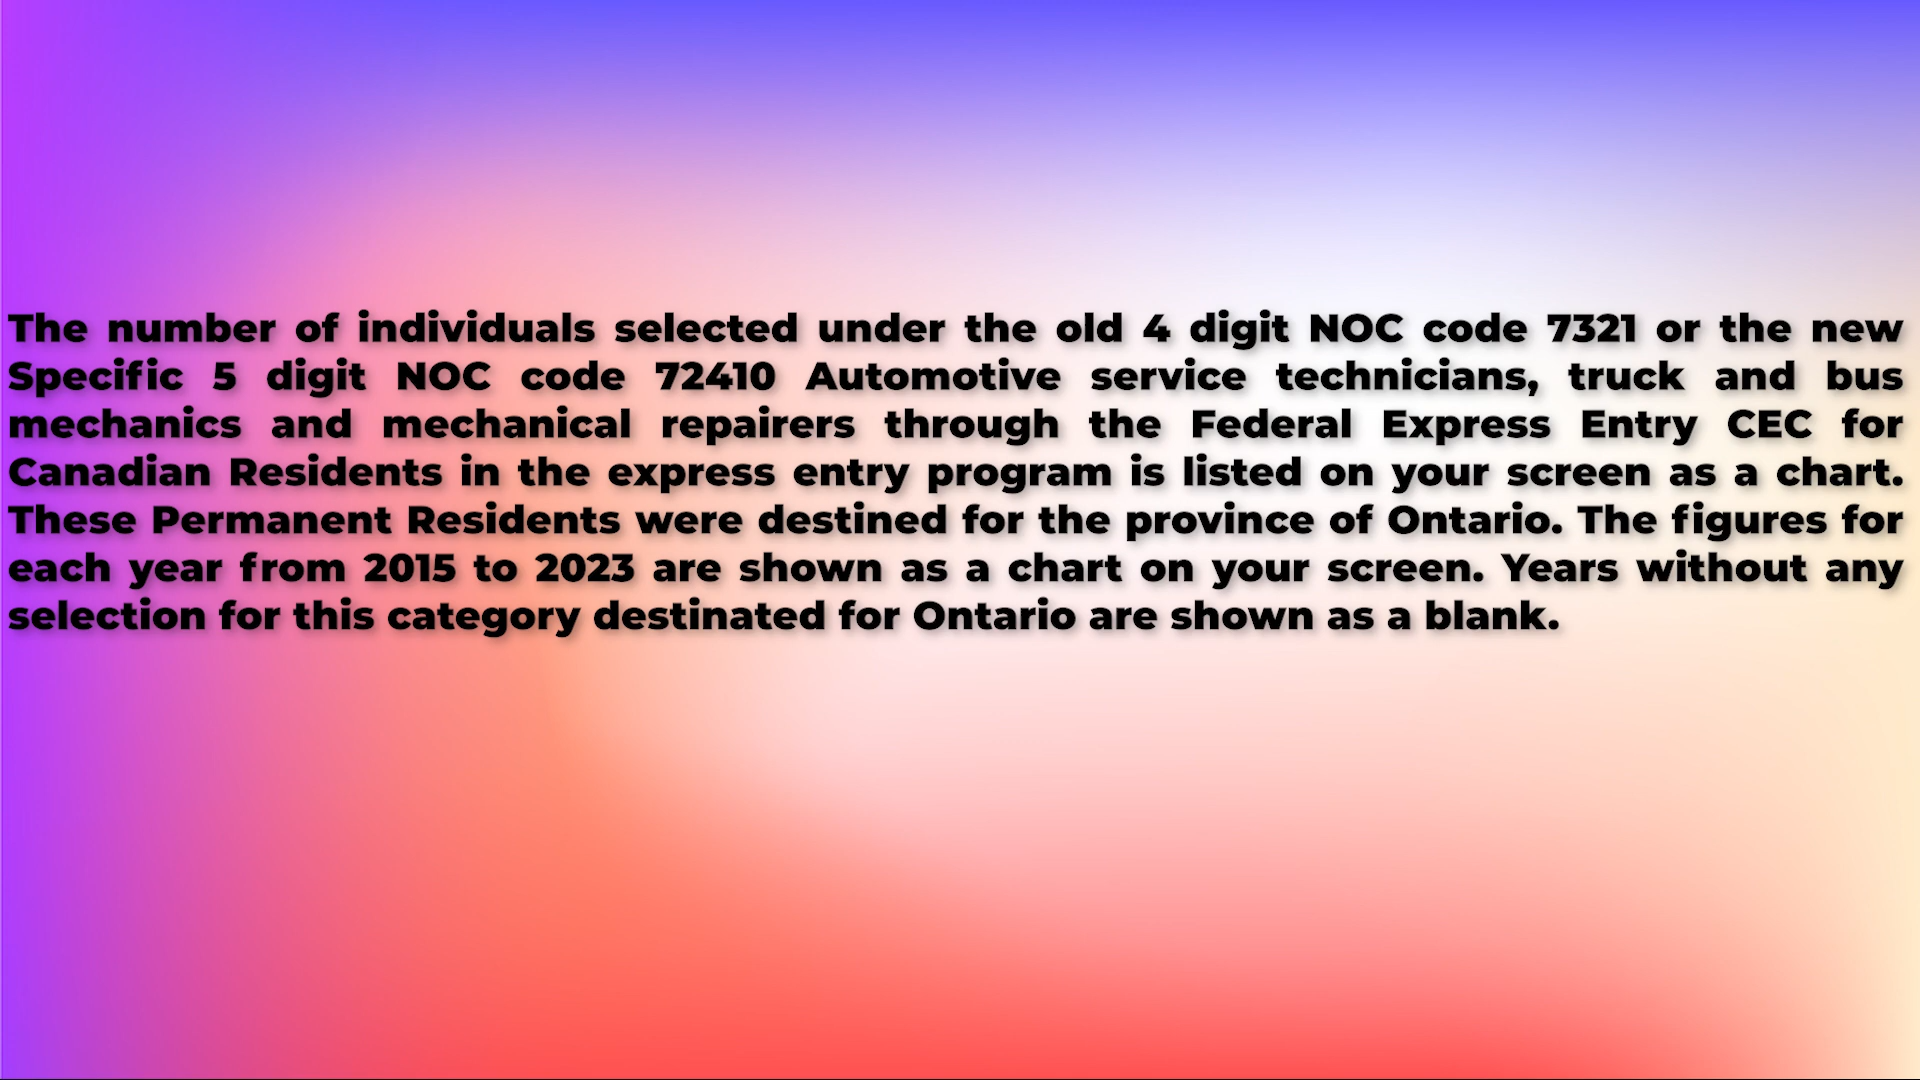 The number of individuals selected under the old 4 digit NOC code 7321 or the new
Specific 5 digit NOC code 72410 Automotive service technicians, truck and bus
mechanics and mechanical repairers through the Federal Express Entry CEC for
Canadian Residents in the express entry program is listed on your screen as a chart.
These Permanent Residents were destined for the province of Ontario. The figures for
each year from 2015 to 2023 are shown as a chart on your screen. Years without any
selection for this category destinated for Ontario are shown as a blank.